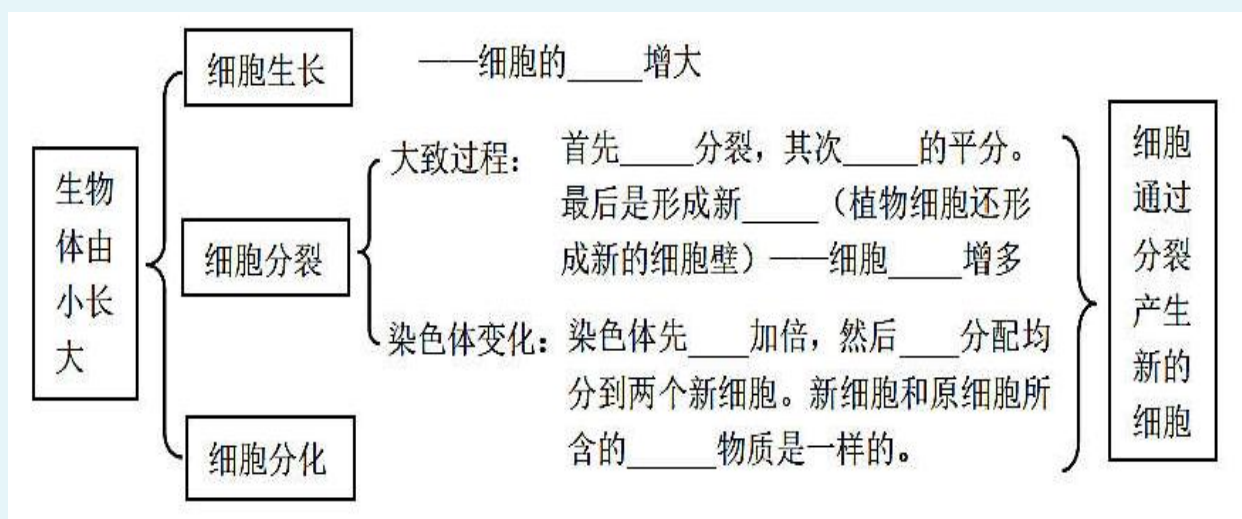 生物
体由
小长
大
细胞生长
——细胞的_____增大
细胞分裂
大致过程：
首先_____分裂，其次_____的平分。
最后是形成新_____（植物细胞还形
成新的细胞壁）——细胞_____增多
染色体变化：
染色体先____加倍，然后____分配均
分到两个新细胞。新细胞和原细胞所
含的______物质是一样的。
细胞分化
细胞
通过
分裂
产生
新的
细胞